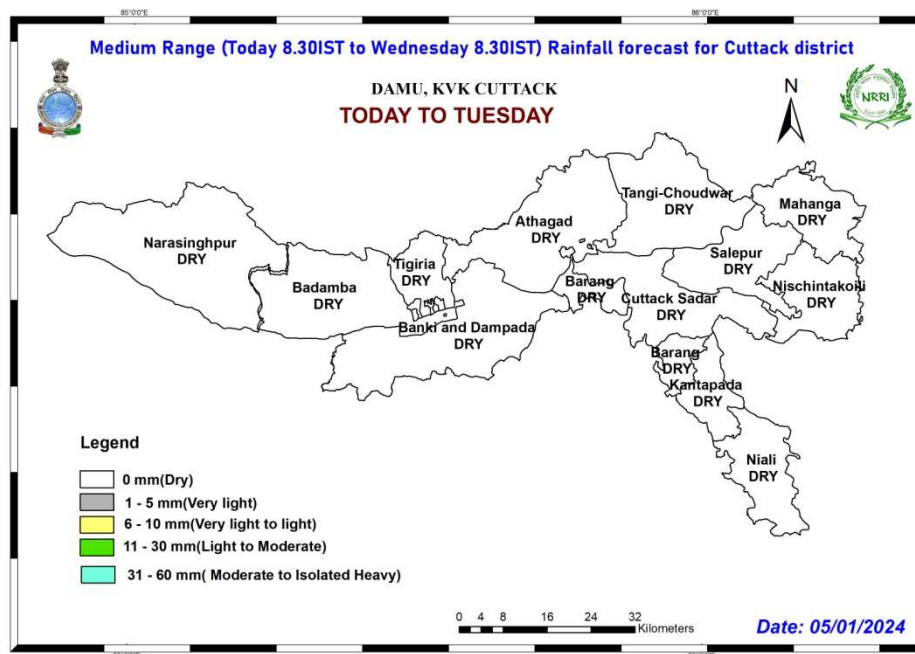 85°0'0"E
86°0'0"E
Medium Range (Today 8.30IST to Wednesday 8.30IST) Rainfall forecast for Cuttack district
DAMU, KVK CUTTACK
TODAY TO TUESDAY
N
NRRI
Tangi-Choudwar
DRY
Mahanga
DRY
Athagad
DRY
Narasinghpur
DRY
Salepur
DRY
Tigiria
DRY
Badamba
DRY
Barang
DRY
Nischintakoili
DRY
Cuttack Sadar
DRY
Banki and Dampada
DRY
Barang
DRY
Kantapada
DRY
Niali
DRY
Legend
0 mm(Dry)
1 - 5 mm(Very light)
6 - 10 mm(Very light to light)
11 - 30 mm(Light to Moderate)
31 - 60 mm( Moderate to Isolated Heavy)
0 4 8 16 24 32
Kilometers
Date: 05/01/2024